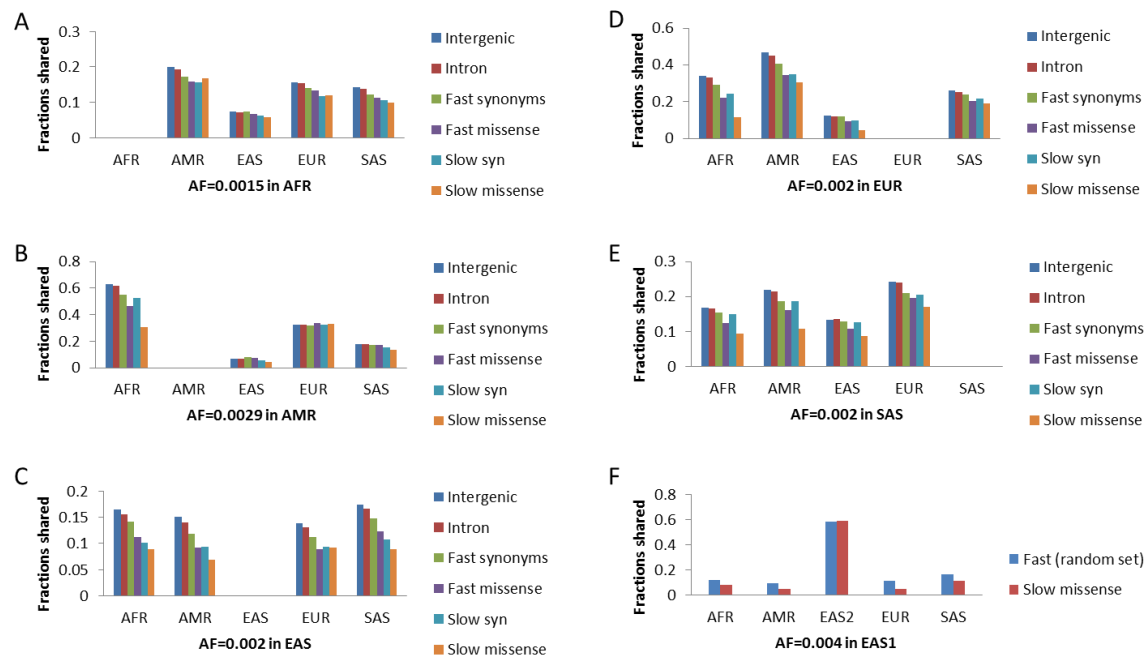 A
Fractions shared
0.3
0.2
0.1
0
AFR AMR EAS EUR SAS
AF=0.0015 in AFR
Intergenic
Intron
Fast synonyms
Fast missense
Slow syn
Slow missense
B
Fractions shared
0.8
0.6
0.4
0.2
0
AFR AMR EAS EUR SAS
AF=0.0029 in AMR
Intergenic
Intron
Fast synonyms
Fast missense
Slow syn
Slow missense
C
Fractions shared
0.2
0.15
0.1
0.05
0
AFR AMR EAS EUR SAS
AF=0.002 in EAS
Intergenic
Intron
Fast synonyms
Fast missense
Slow syn
Slow missense
D
Fractions shared
0.6
0.4
0.2
0
AFR AMR EAS EUR SAS
AF=0.002 in EUR
Intergenic
Intron
Fast synonyms
Fast missense
Slow syn
Slow missense
E
Fractions shared
0.3
0.2
0.1
0
AFR AMR EAS EUR SAS
AF=0.002 in SAS
Intergenic
Intron
Fast synonyms
Fast missense
Slow syn
Slow missense
F
Fractions shared
0.8
0.6
0.4
0.2
0
AFR AMR EAS2 EUR SAS
AF=0.004 in EAS1
Fast (random set)
Slow missense